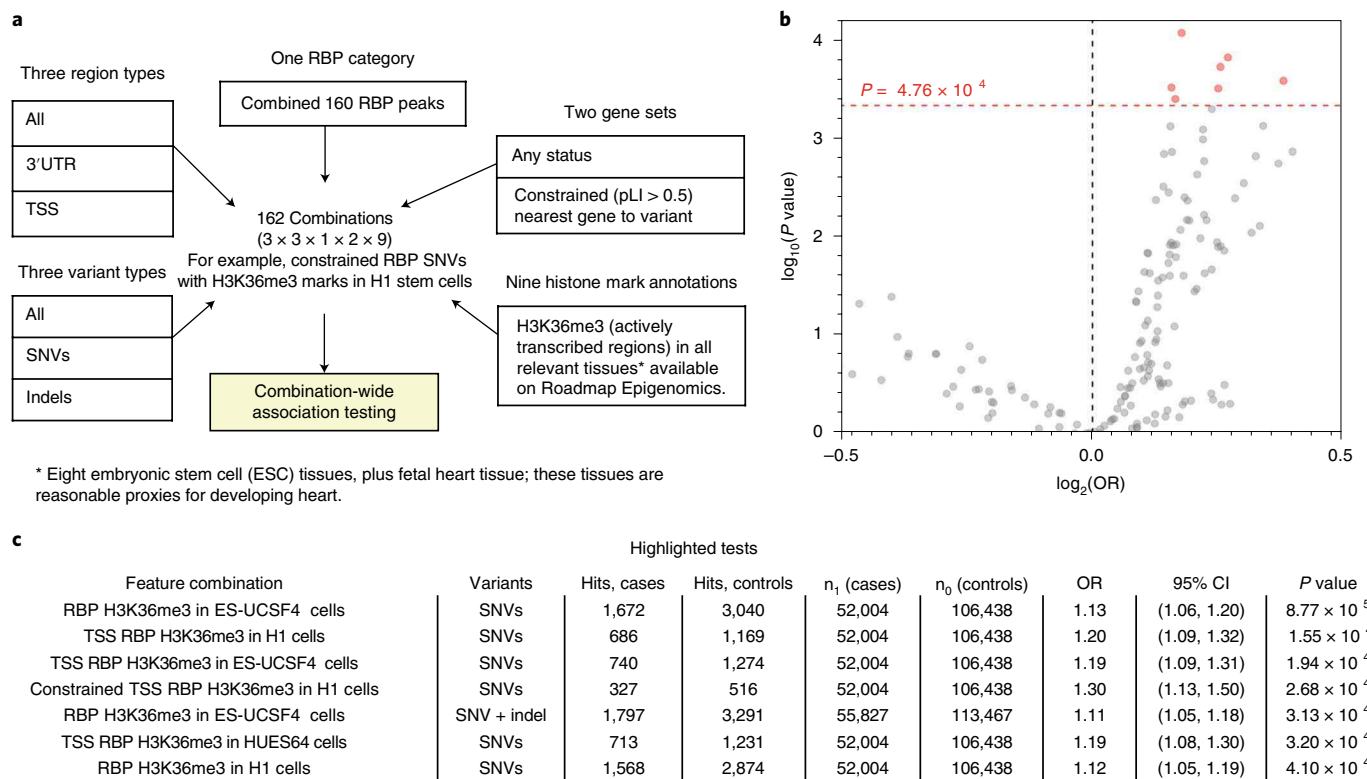 a
One RBP category
Combined 160 RBP peaks
Three region types
All
3′UTR
TSS
Two gene sets
Any status
Constrained (pLI > 0.5)
nearest gene to variant
162 Combinations
(3 × 3 × 1 × 2 × 9)
For example, constrained RBP SNVs
with H3K36me3 marks in H1 stem cells
Three variant types
All
SNVs
Indels
Nine histone mark annotations
H3K36me3 (actively
transcribed regions) in all
relevant tissues* available
on Roadmap Epigenomics.
Combination-wide
association testing
* Eight embryonic stem cell (ESC) tissues, plus fetal heart tissue; these tissues are
reasonable proxies for developing heart.
b
4
3
2
1
0
log10(P value)
P = 4.76 × 10 4
–0.5
0.0
0.5
log2(OR)
c
Highlighted tests
Feature combination Variants Hits, cases Hits, controls n1 (cases) n0 (controls) OR 95% CI P value
RBP H3K36me3 in ES-UCSF4 cells SNVs 1,672 3,040 52,004 106,438 1.13 (1.06, 1.20) 8.77 × 10 5
TSS RBP H3K36me3 in H1 cells SNVs 686 1,169 52,004 106,438 1.20 (1.09, 1.32) 1.55 × 10
TSS RBP H3K36me3 in ES-UCSF4 cells SNVs 740 1,274 52,004 106,438 1.19 (1.09, 1.31) 1.94 × 10 4
Constrained TSS RBP H3K36me3 in H1 cells SNVs 327 516 52,004 106,438 1.30 (1.13, 1.50) 2.68 × 10 4
RBP H3K36me3 in ES-UCSF4 cells SNV + indel 1,797 3,291 55,827 113,467 1.11 (1.05, 1.18) 3.13 × 10 4
TSS RBP H3K36me3 in HUES64 cells SNVs 713 1,231 52,004 106,438 1.19 (1.08, 1.30) 3.20 × 10 4
RBP H3K36me3 in H1 cells SNVs 1,568 2,874 52,004 106,438 1.12 (1.05, 1.19) 4.10 × 10 4